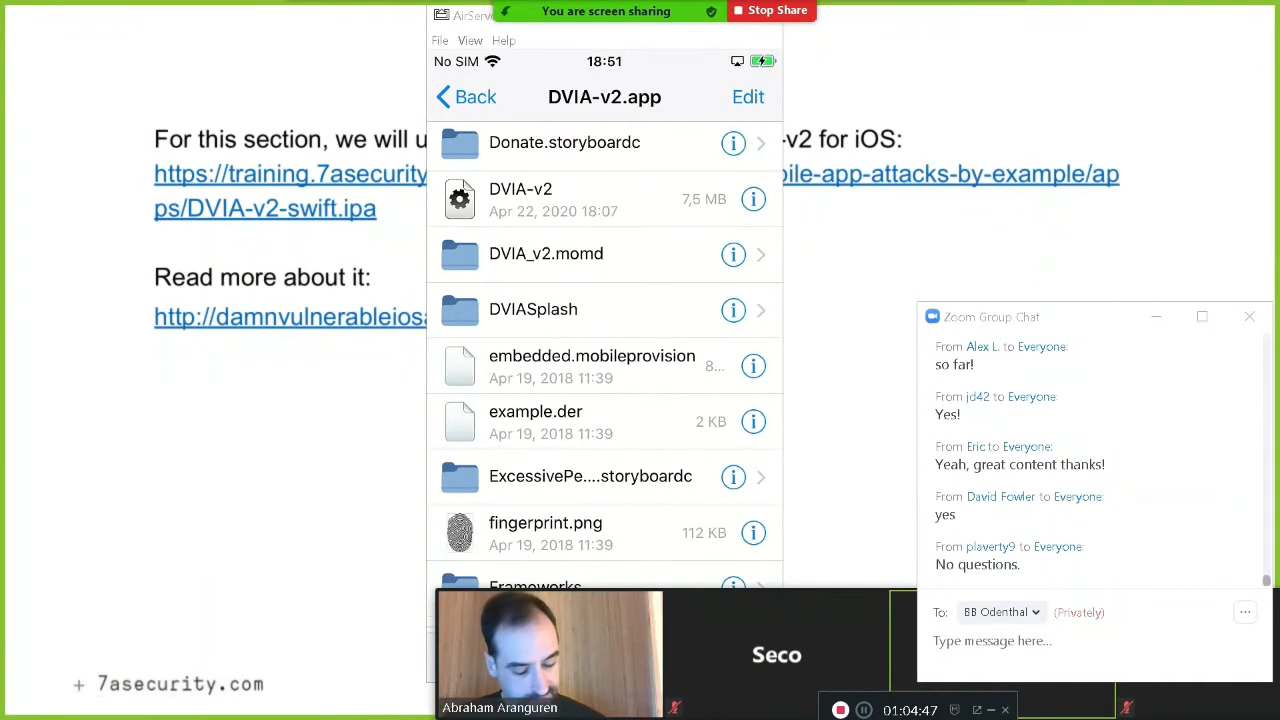 You are screen sharing
Stop Share
AirServ
File View Help
No SIM
18:51
Back
DVIA-v2.app
Edit
Donate.storyboardc
DVIA-v2
Apr 22, 2020 18:07
7,5 MB
DVIA_v2.momd
DVIASplash
embedded.mobileprovision
Apr 19, 2018 11:39
8...
example.der
Apr 19, 2018 11:39
2 KB
ExcessivePe....storyboardc
fingerprint.png
Apr 19, 2018 11:39
112 KB
Frameworks
For this section, we will u
-v2 for iOS:
https://training.7asecurity
bile-app-attacks-by-example/ap
ps/DVIA-v2-swift.ipa
Read more about it:
http://damnvulnerableiosa
+ 7asecurity.com
Zoom Group Chat
From Alex L. to Everyone:
so far!
From jd42 to Everyone:
Yes!
From Eric to Everyone:
Yeah, great content thanks!
From David Fowler to Everyone:
yes
From plaverty9 to Everyone:
No questions.
To: BB Odenthal (Privately)
Type message here...
Abraham Aranguren
Seco
01:04:47